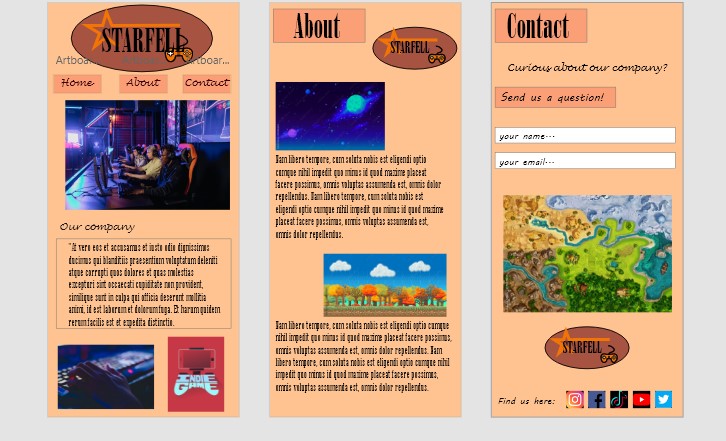 STARFELL
Artboar...
Home
About
Contact
Our company
"At vero eos et accusamus et iusto odio dignissimos
ducimus qui blanditiis praesentium voluptatum deleniti
atque corrupti quos dolores et quas molestias
excepturi sint occaecati cupiditate non provident,
similique sunt in culpa qui officia deserunt mollitia
animi, id est laborum et dolorum fuga. Et harum quidem
rerum facilis est et expedita distinctio.
INDIE
GAME
About
STARFELL
Nam libero tempore, cum soluta nobis est eligendi optio
cumque nihil impedit quo minus id quod maxime placeat
facere possimus, omnis voluptas assumenda est, omnis dolor
repellendus. Nam libero tempore, cum soluta nobis est
eligendi optio cumque nihil impedit quo minus id quod maxime
placeat facere possimus, omnis voluptas assumenda est,
omnis dolor repellendus.
Nam libero tempore, cum soluta nobis est eligendi optio cumque
nihil impedit quo minus id quod maxime placeat facere possimus,
omnis voluptas assumenda est, omnis dolor repellendus. Nam
libero tempore, cum soluta nobis est eligendi optio cumque nihil
impedit quo minus id quod maxime placeat facere possimus,
omnis voluptas assumenda est, omnis dolor repellendus.
Contact
Curious about our company?
Send us a question!
your name...
your email...
STARFELL
Find us here: